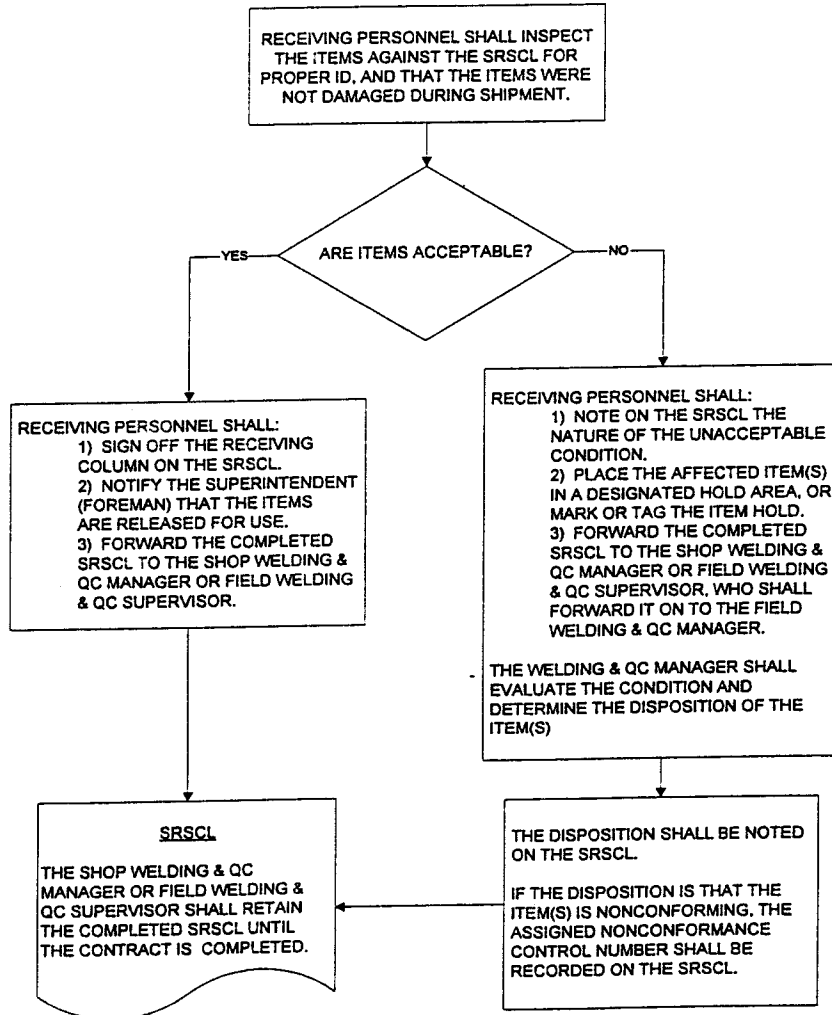 RECEIVING PERSONNEL SHALL INSPECT
THE ITEMS AGAINST THE SRSCL FOR
PROPER ID, AND THAT THE ITEMS WERE
NOT DAMAGED DURING SHIPMENT.
ARE ITEMS ACCEPTABLE?
YES
NO
RECEIVING PERSONNEL SHALL:
1) SIGN OFF THE RECEIVING
COLUMN ON THE SRSCL.
2) NOTIFY THE SUPERINTENDENT
(FOREMAN) THAT THE ITEMS
ARE RELEASED FOR USE.
3) FORWARD THE COMPLETED
SRSCL TO THE SHOP WELDING &
QC MANAGER OR FIELD WELDING
& QC SUPERVISOR.
RECEIVING PERSONNEL SHALL:
1) NOTE ON THE SRSCL THE
NATURE OF THE UNACCEPTABLE
CONDITION.
2) PLACE THE AFFECTED ITEM(S)
IN A DESIGNATED HOLD AREA, OR
MARK OR TAG THE ITEM HOLD.
3) FORWARD THE COMPLETED
SRSCL TO THE SHOP WELDING &
QC MANAGER OR FIELD WELDING
& QC SUPERVISOR, WHO SHALL
FORWARD IT ON TO THE FIELD
WELDING & QC MANAGER.
THE WELDING & QC MANAGER SHALL
EVALUATE THE CONDITION AND
DETERMINE THE DISPOSITION OF THE
ITEM(S)
SRSCL
THE SHOP WELDING & QC
MANAGER OR FIELD WELDING &
QC SUPERVISOR SHALL RETAIN
THE COMPLETED SRSCL UNTIL
THE CONTRACT IS COMPLETED.
THE DISPOSITION SHALL BE NOTED
ON THE SRSCL.
IF THE DISPOSITION IS THAT THE
ITEM(S) IS NONCONFORMING, THE
ASSIGNED NONCONFORMANCE
CONTROL NUMBER SHALL BE
RECORDED ON THE SRSCL.